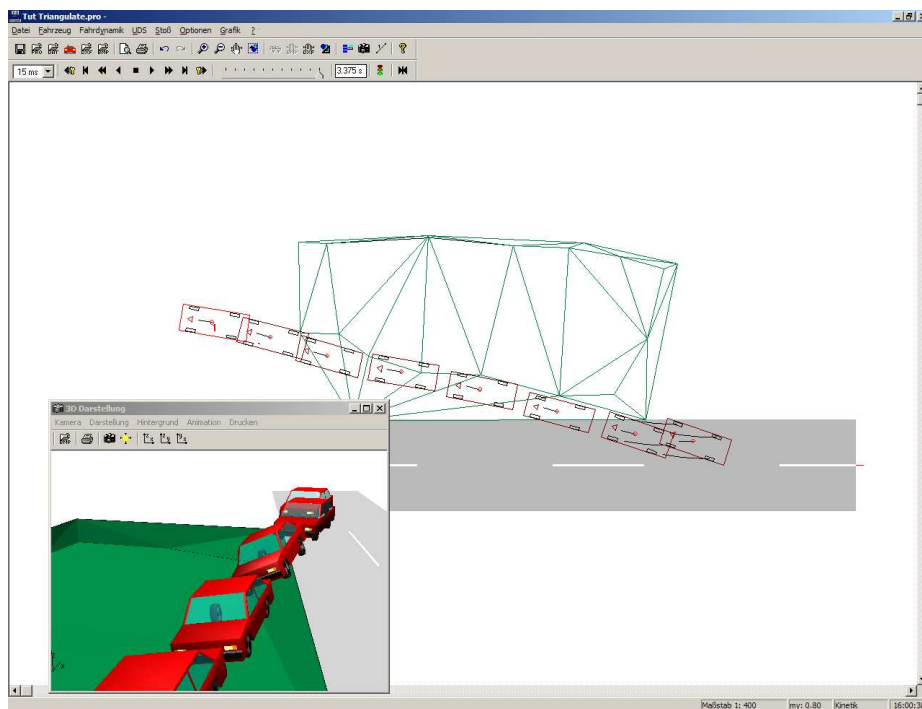 Tut Triangulate.pro -
Datei Fahrzeug Fahrdynamik UDS Stoß Optionen Grafik ?
15 ms 3.375 s
3D Darstellung
Kamera Darstellung Hintergrund Animation Drucken
Maßstab 1: 400 my: 0.80 Kinetik